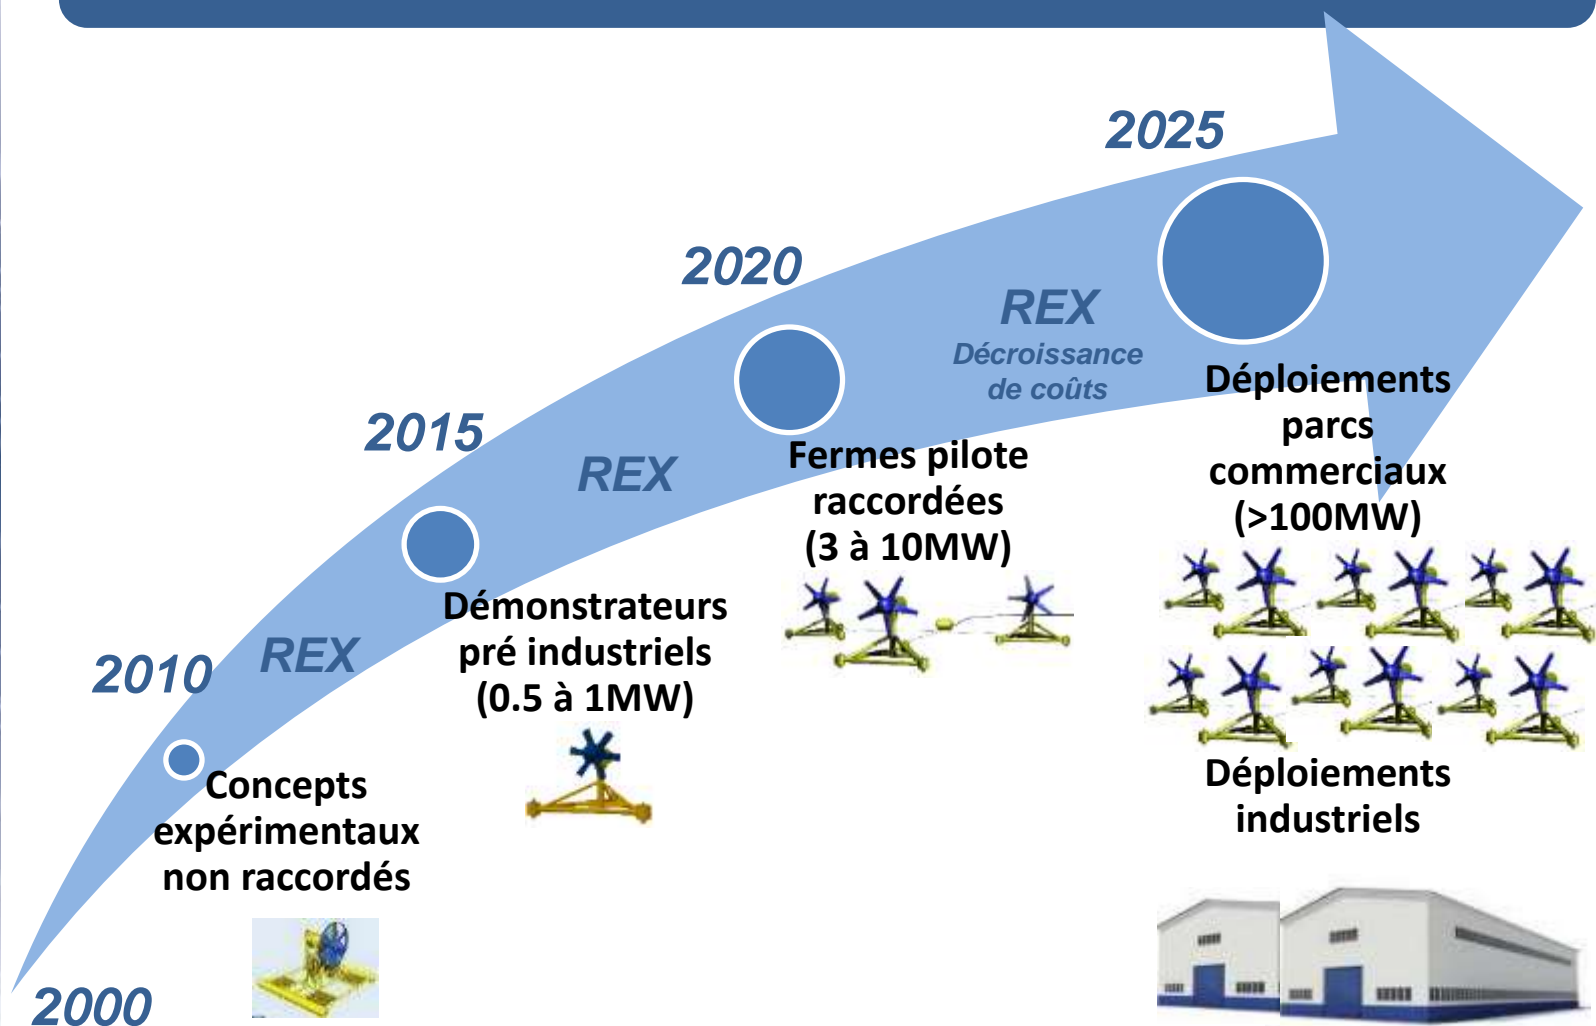 2000
2010
Concepts
expérimentaux
non raccordés
REX
2015
Démonstrateurs
pré industriels
(0.5 à 1MW)
REX
2020
Fermes pilote
raccordées
(3 à 10MW)
REX
Décroissance
de coûts
2025
Déploiements
parcs
commerciaux
(>100MW)
Déploiements
industriels